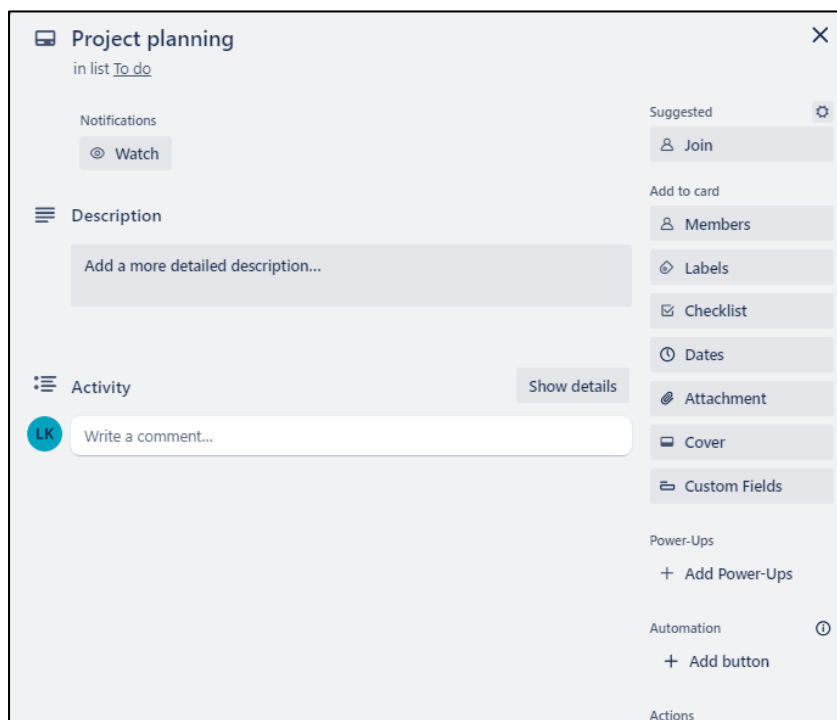 Project planning
in list To do
Notifications
Watch
Description
Add a more detailed description...
Activity
Show details
LK
Write a comment...
Suggested
Join
Add to card
Members
Labels
Checklist
Dates
Attachment
Cover
Custom Fields
Power-Ups
+ Add Power-Ups
Automation
+ Add button
Actions